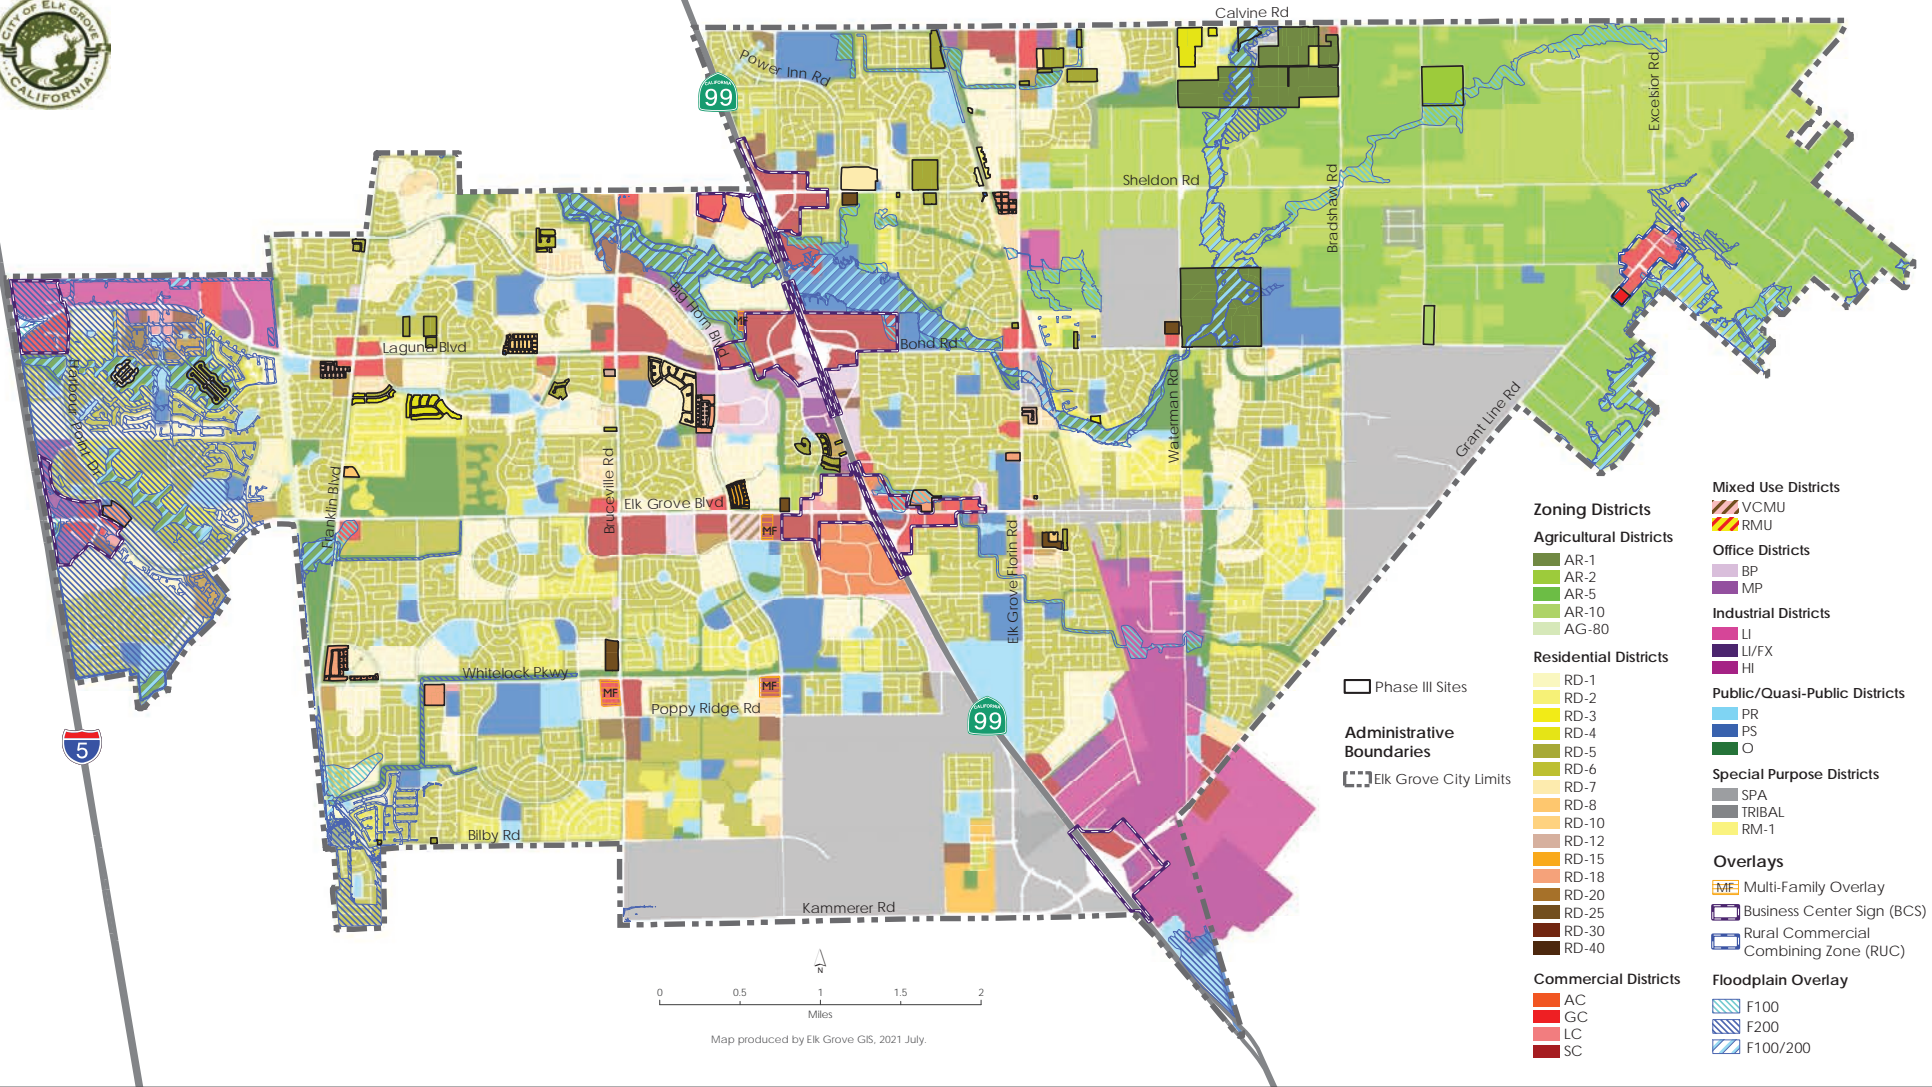 CITY OF ELK GROVE
CALIFORNIA
Calvine Rd
Power Inn Rd
CALIFORNIA
99
Excelsior Rd
Sheldon Rd
Bradshaw Rd
Big Horn Blvd
MF
Laguna Blvd
Bond Rd
Harbour Point Dr
Waterman Rd
Grant Line Rd
Franklin Blvd
Bruceville Rd
Elk Grove Blvd
MF
Elk Grove Florin Rd
Whitelock Pkwy
MF
MF
Poppy Ridge Rd
CALIFORNIA
99
5
Bilby Rd
Kammerer Rd
N
0 0.5 1 1.5 2
Miles
Map produced by Elk Grove GIS, 2021 July.
Phase III Sites
Administrative
Boundaries
Elk Grove City Limits
Zoning Districts
Agricultural Districts
AR-1
AR-2
AR-5
AR-10
AG-80
Residential Districts
RD-1
RD-2
RD-3
RD-4
RD-5
RD-6
RD-7
RD-8
RD-10
RD-12
RD-15
RD-18
RD-20
RD-25
RD-30
RD-40
Commercial Districts
AC
GC
LC
SC
Mixed Use Districts
VCMU
RMU
Office Districts
BP
MP
Industrial Districts
LI
LI/FX
HI
Public/Quasi-Public Districts
PR
PS
O
Special Purpose Districts
SPA
TRIBAL
RM-1
Overlays
MF Multi-Family Overlay
Business Center Sign (BCS)
Rural Commercial
Combining Zone (RUC)
Floodplain Overlay
F100
F200
F100/200